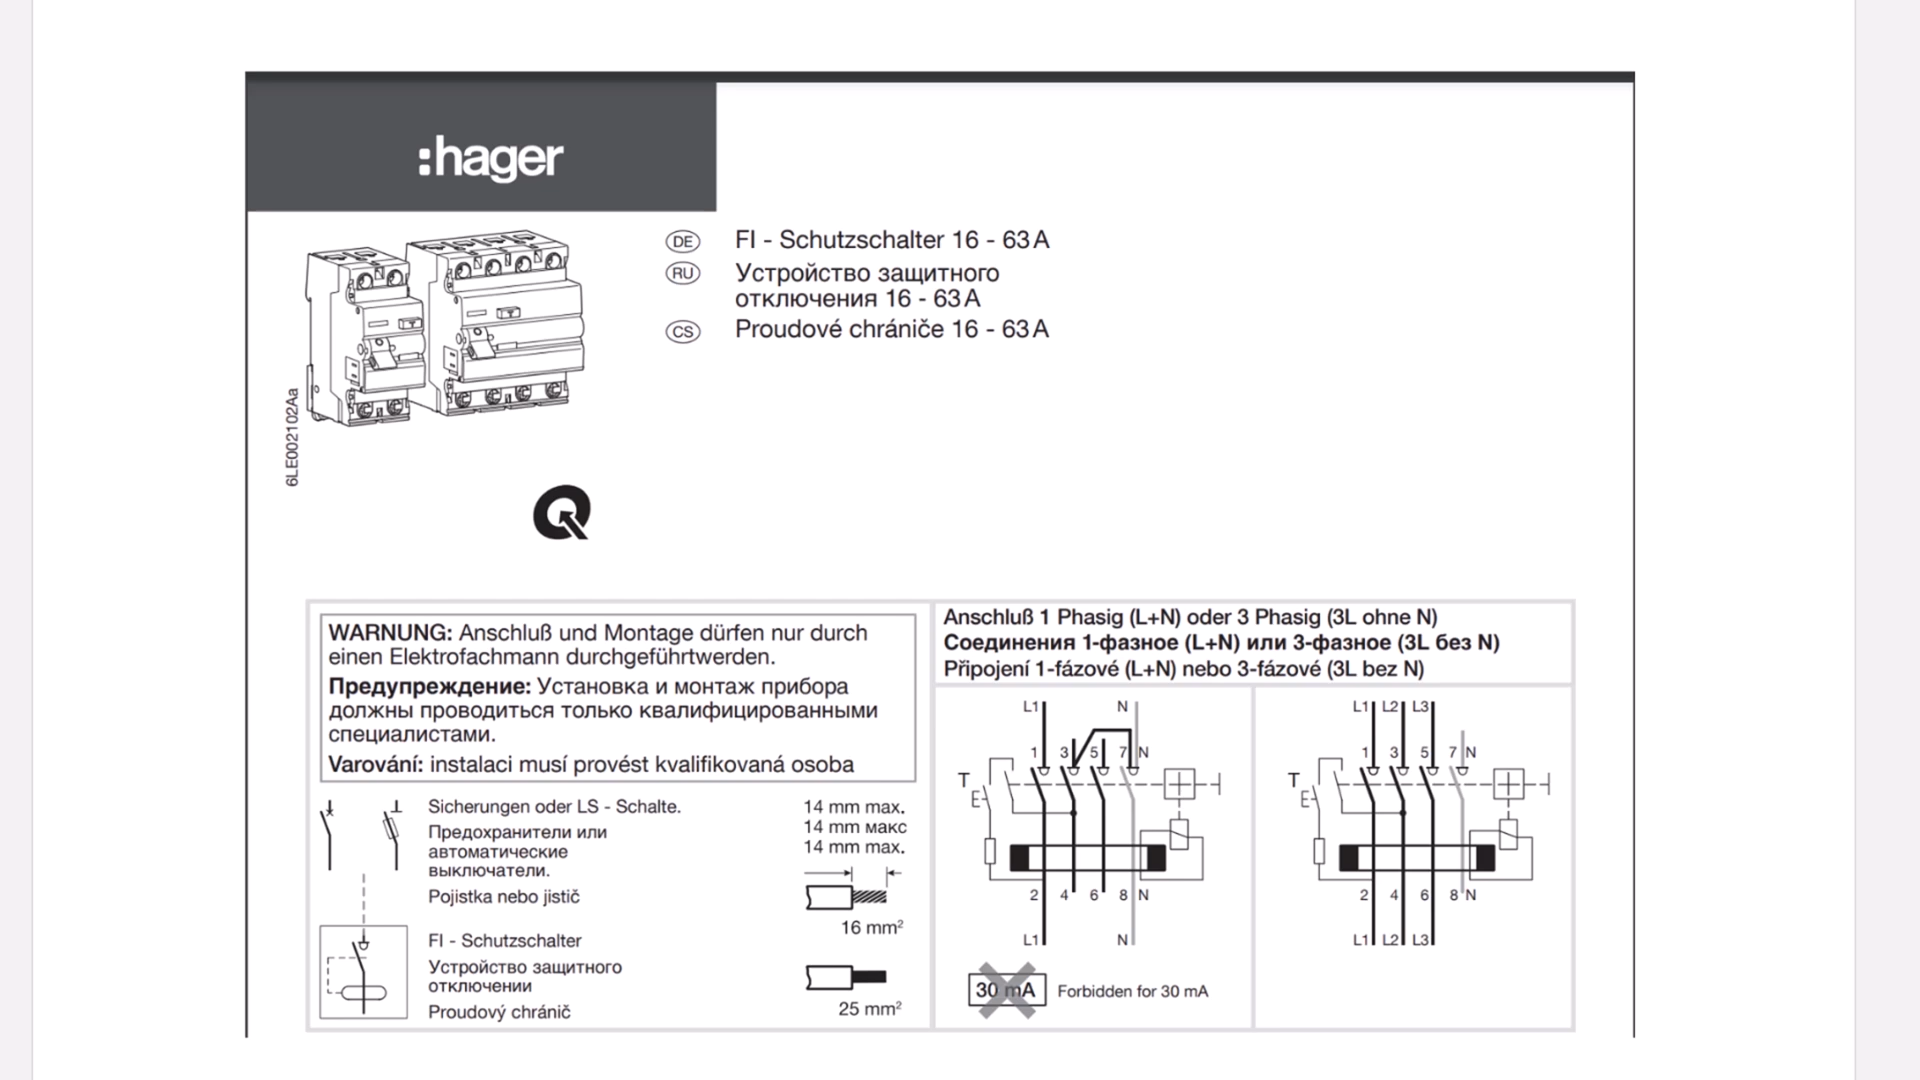 :hager
DE FI - Schutzschalter 16 - 63 A
RU Устройство защитного
отключения 16 - 63 A
CS Proudové chrániče 16 - 63 A
6LE002102Aa
WARNUNG: Anschluß und Montage dürfen nur durch
einen Elektrofachmann durchgeführtwerden.
Предупреждение: Установка и монтаж прибора
должны проводиться только квалифицированными
специалистами.
Varování: instalaci musí provést kvalifikovaná osoba
Sicherungen oder LS - Schalte.
Предохранители или
автоматические
выключатели.
Pojistka nebo jistič
FI - Schutzschalter
Устройство защитного
отключении
Proudový chránič
14 mm max.
14 mm макс
14 mm max.
16 mm²
25 mm²
Anschluß 1 Phasig (L+N) oder 3 Phasig (3L ohne N)
Соединения 1-фазное (L+N) или 3-фазное (3L без N)
Připojení 1-fázové (L+N) nebo 3-fázové (3L bez N)
L1 N
1 3 5 7 N
T
2 4 6 8 N
L1 N
30 mA Forbidden for 30 mA
L1 L2 L3
1 3 5 7 N
T
2 4 6 8 N
L1 L2 L3